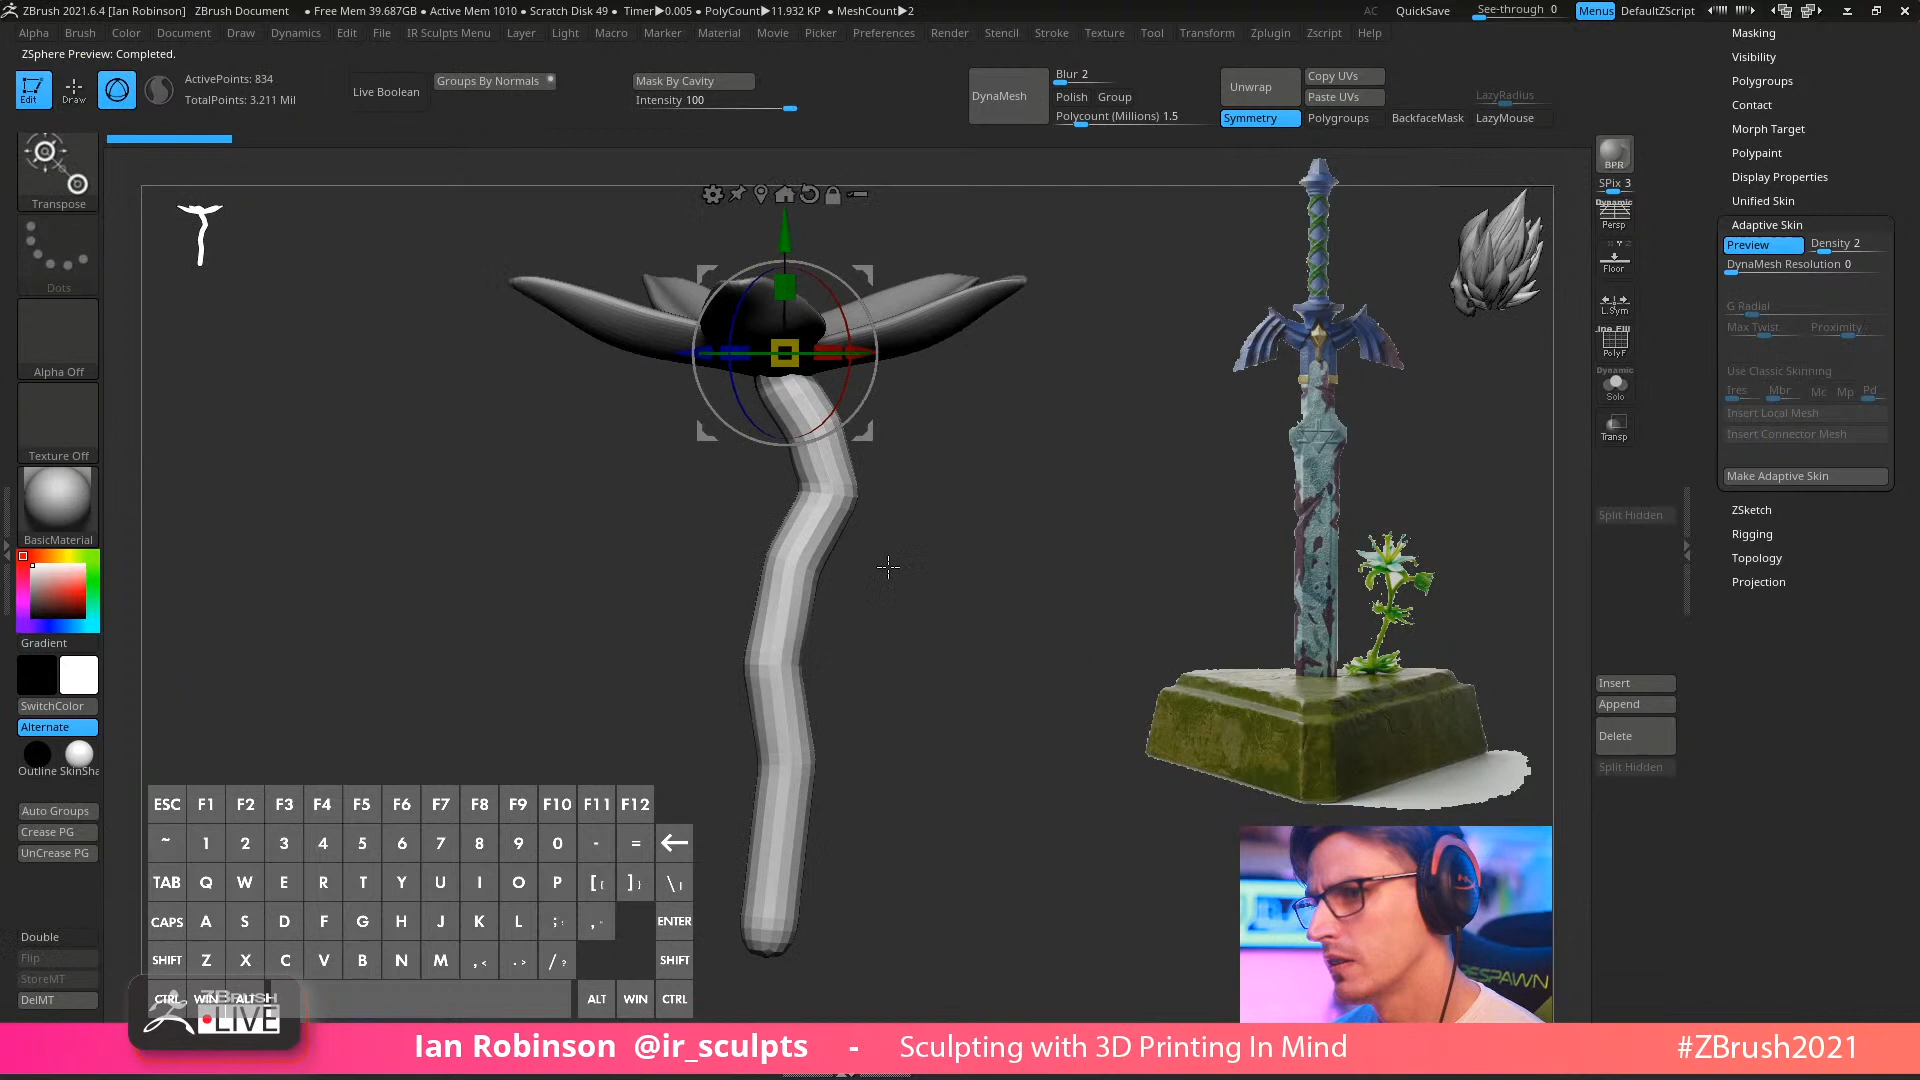 ZBrush 2021.6.4 [Ian Robinson] ZBrush Document • Free Mem 39.687GB • Active Mem 1010 • Scratch Disk 49 • Timer▶0.005 • PolyCount▶11.932 KP • MeshCount▶2 AC QuickSave See-through 0 Menus DefaultZScript
Alpha Brush Color Document Draw Dynamics Edit File IR Sculpts Menu Layer Light Macro Marker Material Movie Picker Preferences Render Stencil Stroke Texture Tool Transform Zplugin Zscript Help
ZSphere Preview: Completed.
Edit
Draw
ActivePoints: 834
TotalPoints: 3.211 Mil
Live Boolean
Groups By Normals
Mask By Cavity
Intensity 100
DynaMesh
Blur 2
Polish Group
Polycount (Millions) 1.5
Unwrap
Copy UVs
Paste UVs
Symmetry
Polygroups
LazyRadius
BackfaceMask
LazyMouse
Transpose
Dots
Alpha Off
Texture Off
BasicMaterial
Gradient
SwitchColor
Alternate
Outline SkinSha
Auto Groups
Crease PG
UnCrease PG
Double
Flip
StoreMT
DelMT
BPR
SPix 3
Dynamic
Persp
Floor
L.Sym
PolyF
Dynamic
Solo
Transp
Split Hidden
Insert
Append
Delete
Split Hidden
Masking
Visibility
Polygroups
Contact
Morph Target
Polypaint
Display Properties
Unified Skin
Adaptive Skin
Preview
Density 2
DynaMesh Resolution 0
G Radial
Max Twist
Proximity
Use Classic Skinning
Ires Mbr Mc Mp Pd
Insert Local Mesh
Insert Connector Mesh
Make Adaptive Skin
ZSketch
Rigging
Topology
Projection
ESC F1 F2 F3 F4 F5 F6 F7 F8 F9 F10 F11 F12
~ 1 2 3 4 5 6 7 8 9 0 - =
TAB Q W E R T Y U I O P [{ ]} \|
CAPS A S D F G H J K L ;: ENTER
SHIFT Z X C V B N M ,< .> /? SHIFT
CTRL WIN ALT ALT WIN CTRL
ZBRUSH
LIVE
RESPAWN
Ian Robinson @ir_sculpts - Sculpting with 3D Printing In Mind #ZBrush2021